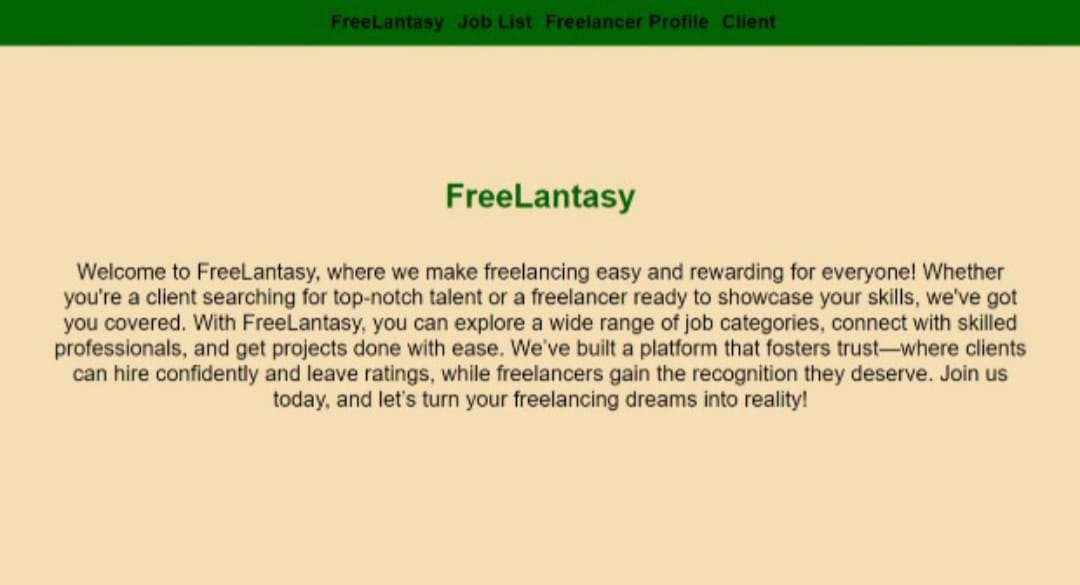 FreeLantasy Job List Freelancer Profile Client
FreeLantasy
Welcome to FreeLantasy, where we make freelancing easy and rewarding for everyone! Whether
you're a client searching for top-notch talent or a freelancer ready to showcase your skills, we've got
you covered. With FreeLantasy, you can explore a wide range of job categories, connect with skilled
professionals, and get projects done with ease. We've built a platform that fosters trust—where clients
can hire confidently and leave ratings, while freelancers gain the recognition they deserve. Join us
today, and let's turn your freelancing dreams into reality!